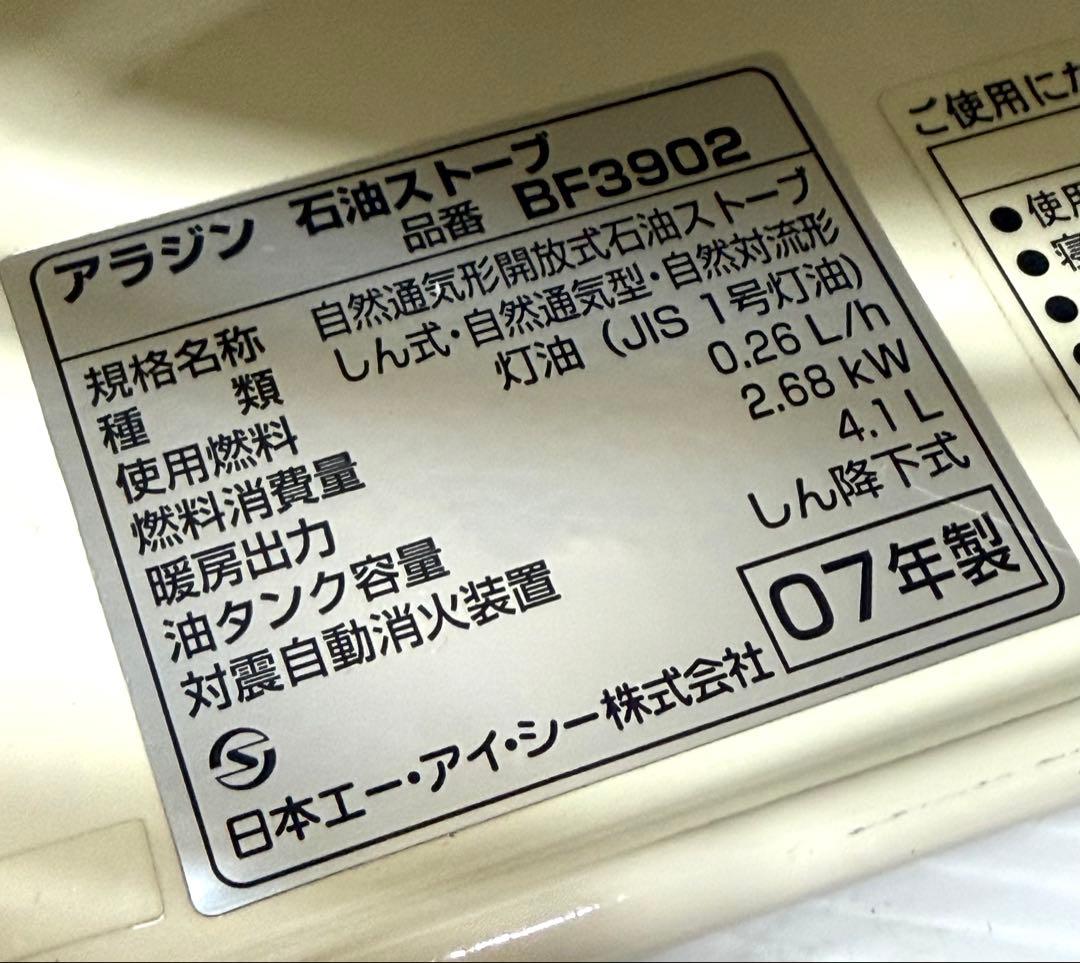 アラジン 石油ストーブ
品番 BF3902
規格名称 自然通気形開放式石油ストーブ
種類 しん式・自然通気型・自然対流形
使用燃料 灯油（JIS 1号灯油）
燃料消費量 0.26 L/h
暖房出力 2.68 kW
油タンク容量 4.1 L
対震自動消火装置 しん降下式
07年製
日本エー・アイ・シー株式会社
ご使用にた
●使用
●寝